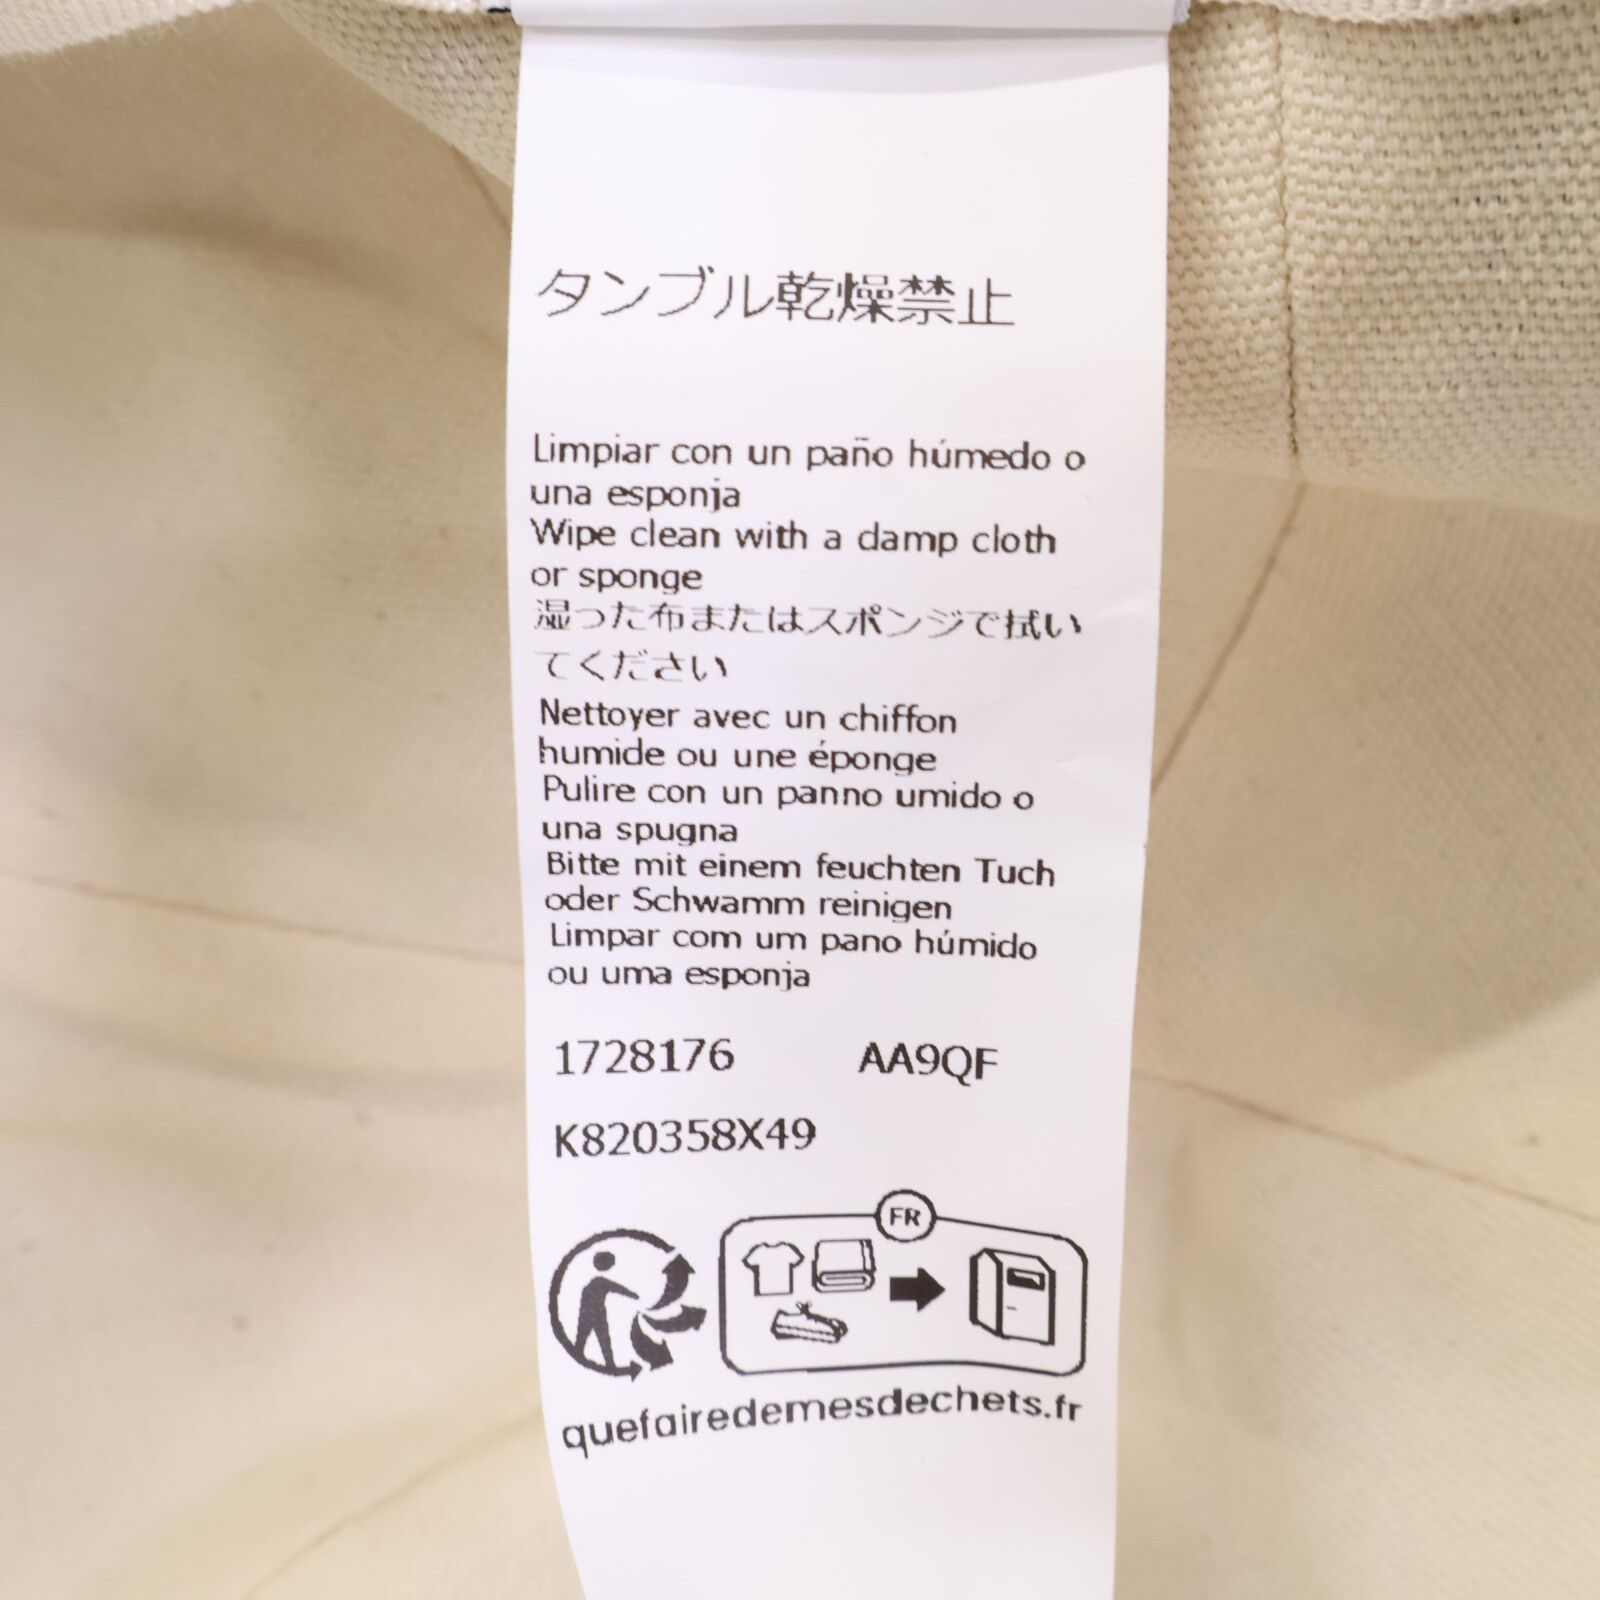 タンブル乾燥禁止
Limpiar con un paño húmedo o
una esponja
Wipe clean with a damp cloth
or sponge
湿った布またはスポンジで拭い
てください
Nettoyer avec un chiffon
humide ou une éponge
Pulire con un panno umido o
una spugna
Bitte mit einem feuchten Tuch
oder Schwamm reinigen
Limpar com um pano húmido
ou uma esponja
1728176 AA9QF
K820358X49
FR
quefairedemesdechets.fr